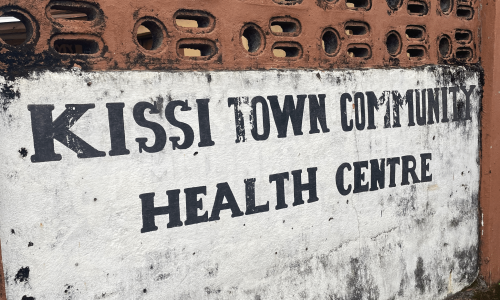 KISSI TOWN COMMUNITY
HEALTH CENTRE